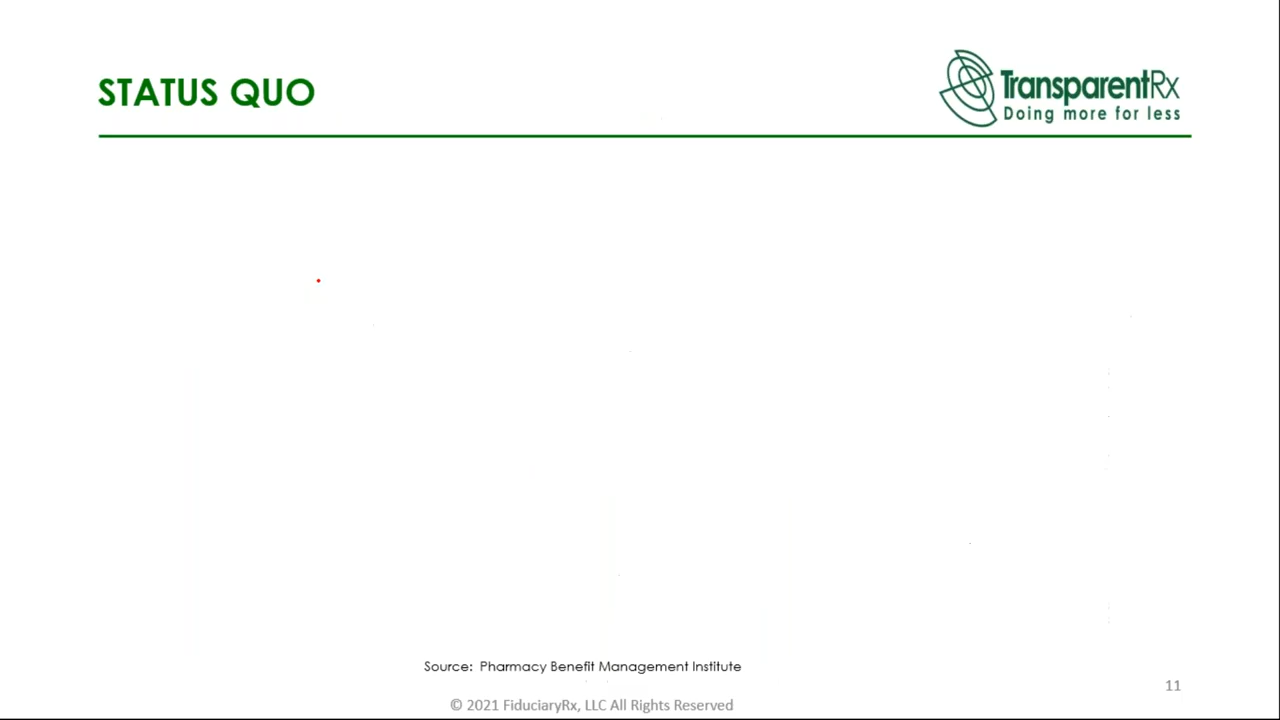 STATUS QUO
TransparentRx
Doing more for less
Source: Pharmacy Benefit Management Institute
11
© 2021 FiduciaryRx, LLC All Rights Reserved